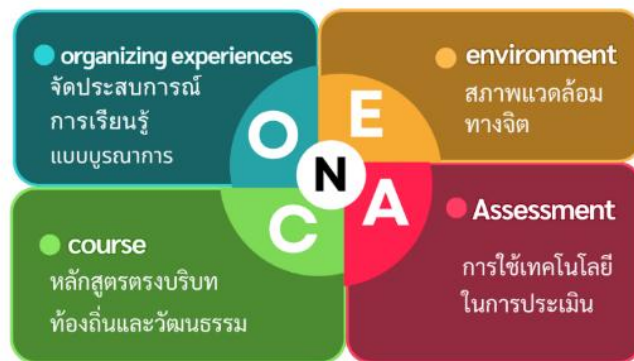 organizing experiences
จัดประสบการณ์
การเรียนรู้
แบบบูรณาการ
environment
สภาพแวดล้อม
ทางจิต
O
E
N
C
A
course
หลักสูตรตรงบริบท
ท้องถิ่นและวัฒนธรรม
Assessment
การใช้เทคโนโลยี
ในการประเมิน